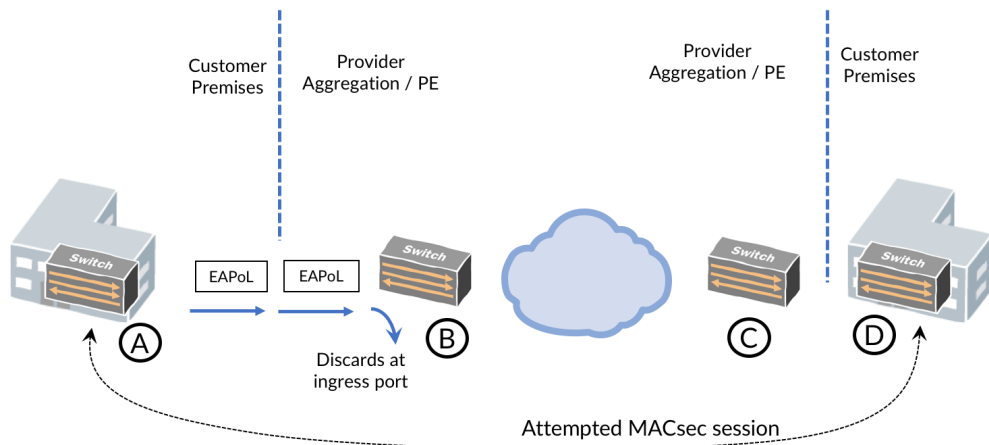 Customer
Premises
Provider
Aggregation / PE
Provider
Aggregation / PE
Customer
Premises
Switch
EAPoL
EAPoL
Switch
Switch
Switch
A
B
C
D
Discards at
ingress port
Attempted MACsec session